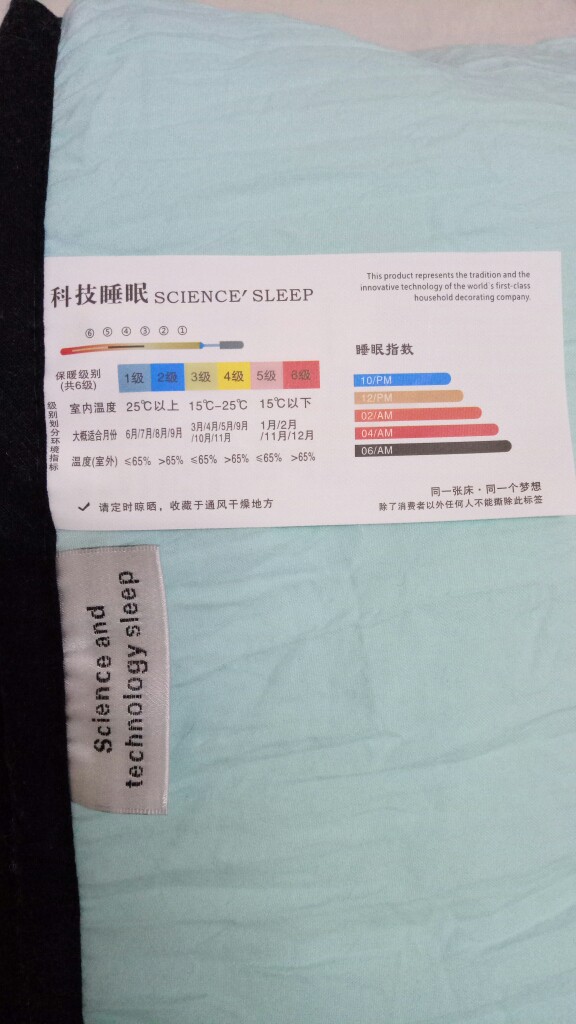 科技睡眠 SCIENCE′ SLEEP
This product represents the tradition and the
innovative technology of the world's first-class
household decorating company.
⑥ ⑤ ④ ③ ② ①
保暖级别
(共6级)
1级 2级 3级 4级 5级 6级
级别划分环境指标
室内温度 25℃以上 15℃-25℃ 15℃以下
大概适合月份 6月/7月/8月/9月 3月/4月/5月/9月
/10月/11月 1月/2月
/11月/12月
温度(室外) ≤65% >65% ≤65% >65% ≤65% >65%
✓ 请定时晾晒，收藏于通风干燥地方
睡眠指数
10/PM
12/PM
02/AM
04/AM
06/AM
同一张床·同一个梦想
除了消费者以外任何人不能撕除此标签
Science and
technology sleep